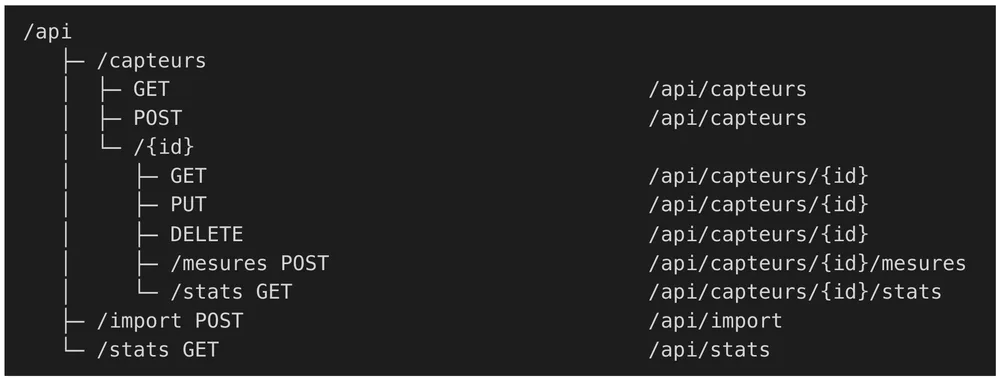 /api
├─ /capteurs
│  ├─ GET                                       /api/capteurs
│  ├─ POST                                      /api/capteurs
│  └─ /{id}
│     ├─ GET                                    /api/capteurs/{id}
│     ├─ PUT                                    /api/capteurs/{id}
│     ├─ DELETE                                 /api/capteurs/{id}
│     ├─ /mesures POST                          /api/capteurs/{id}/mesures
│     └─ /stats GET                             /api/capteurs/{id}/stats
├─ /import POST                                 /api/import
└─ /stats GET                                   /api/stats